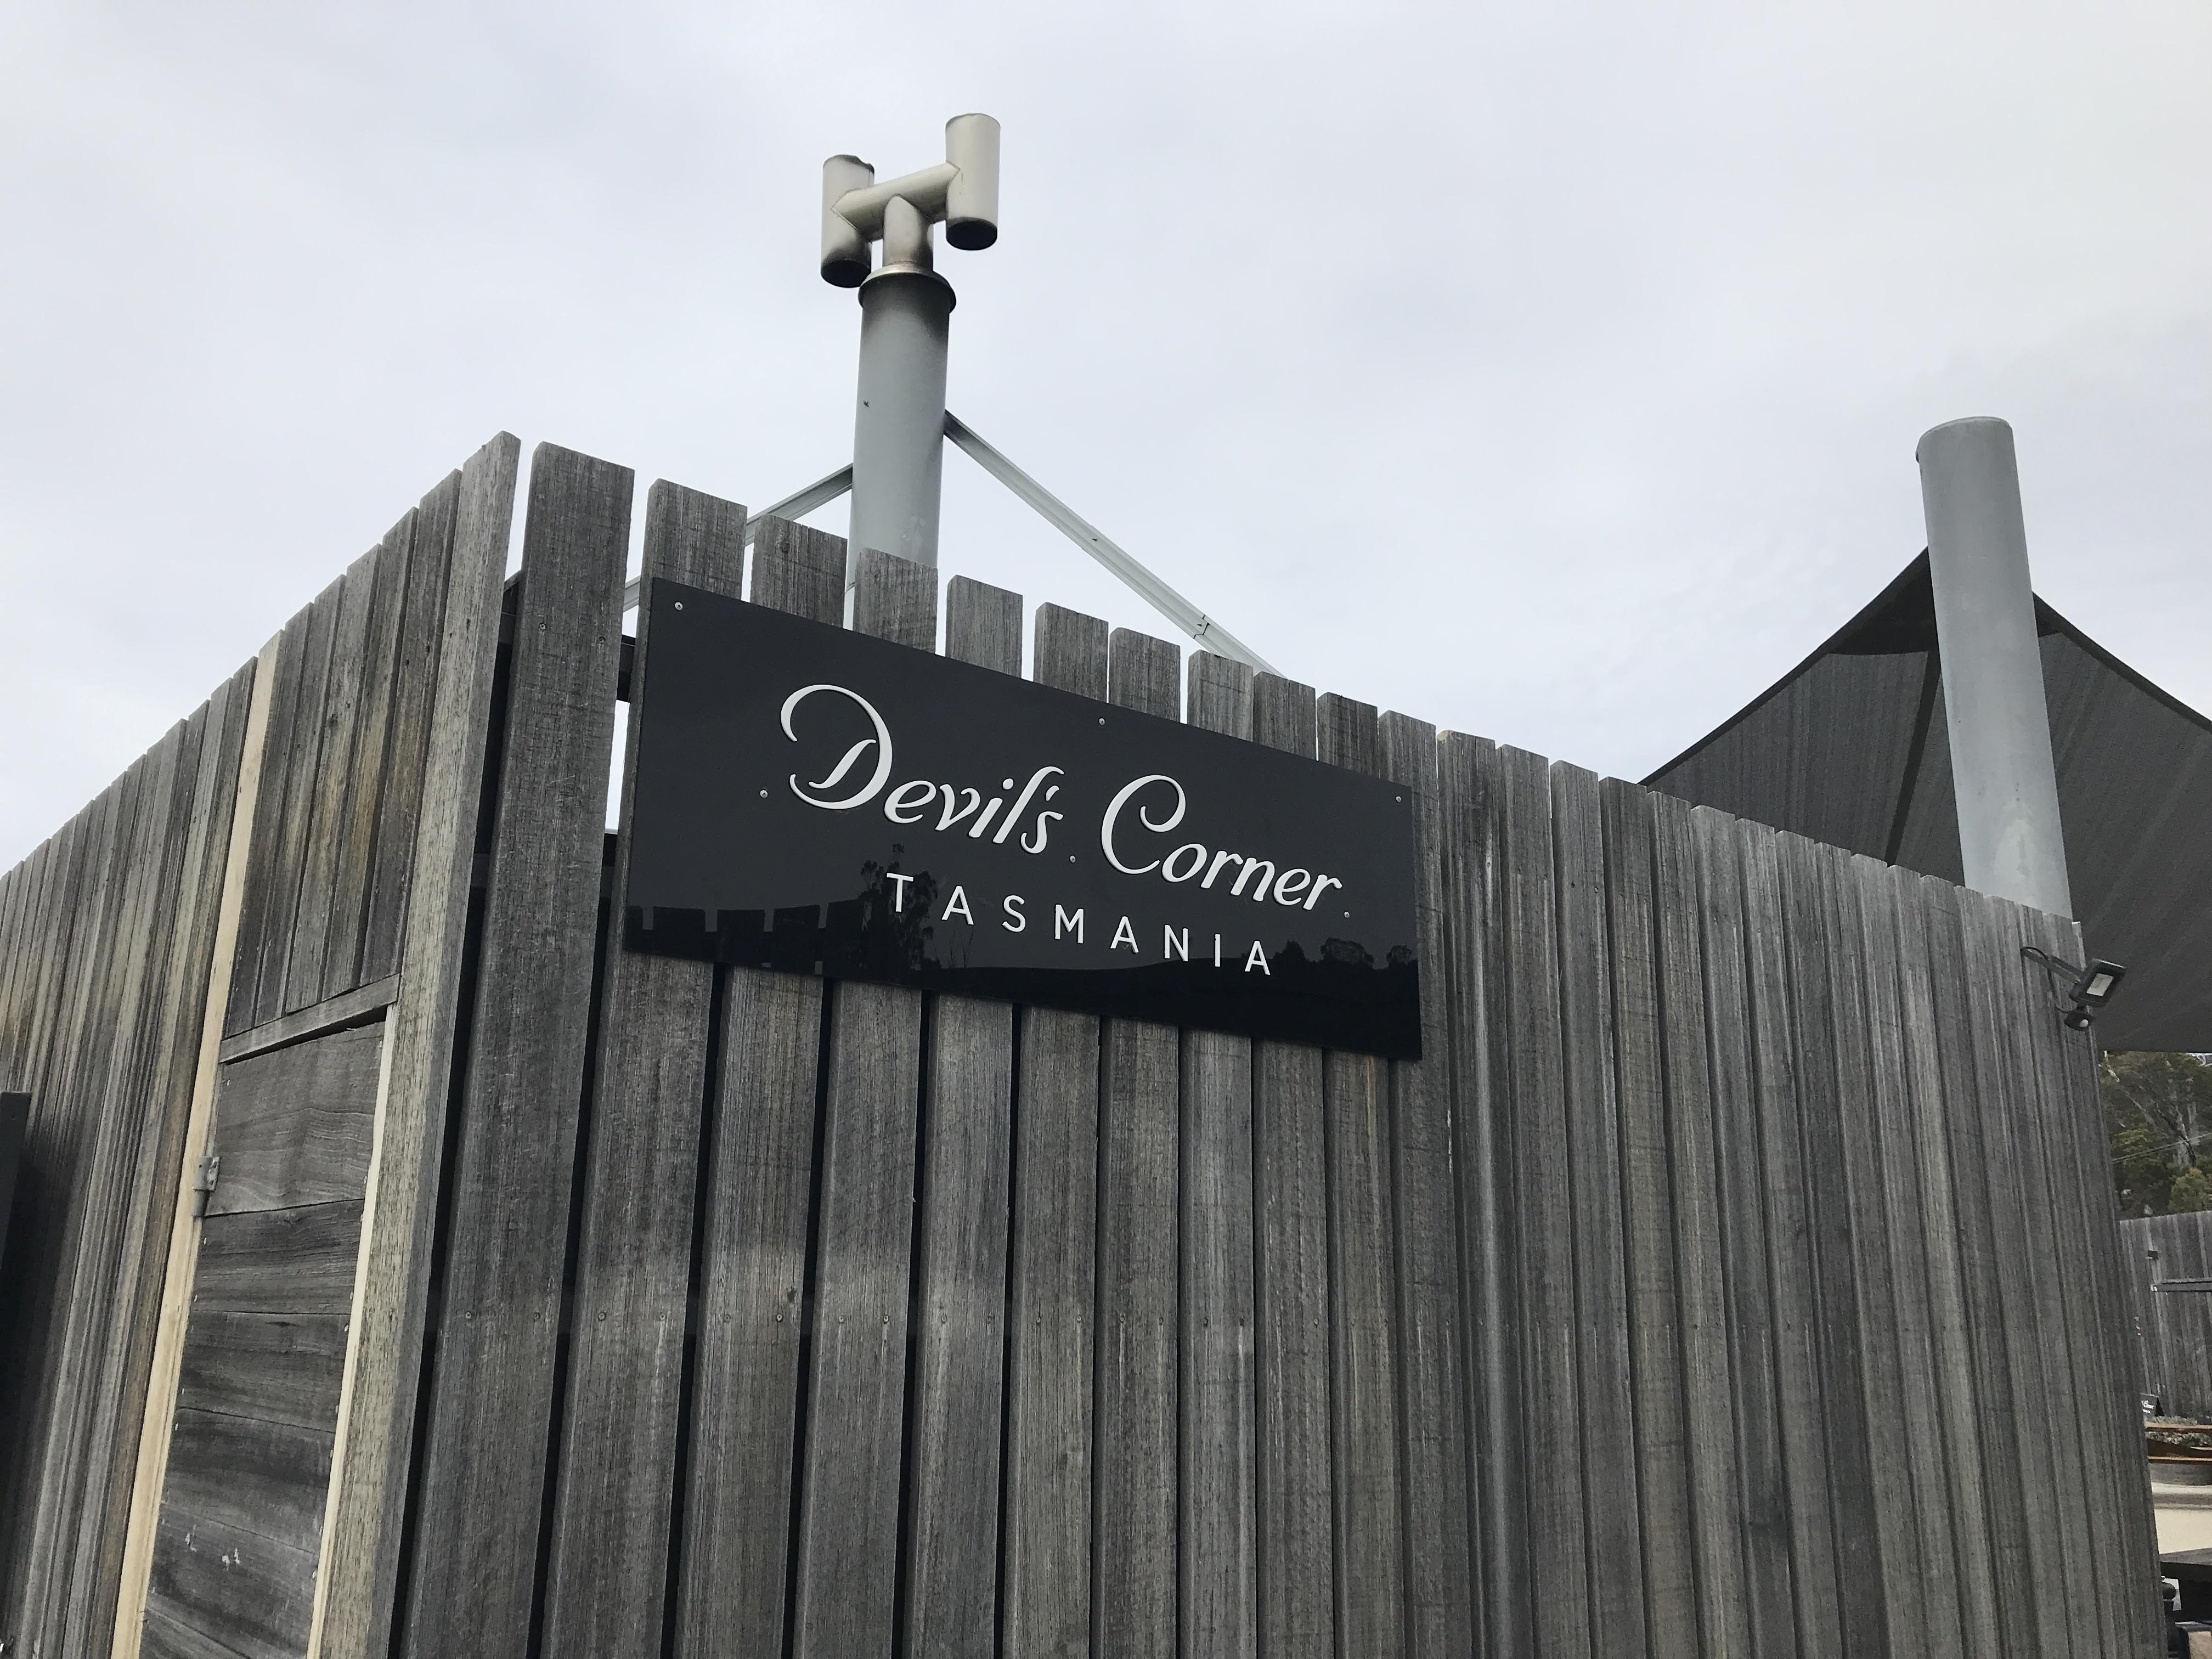 Devil's Corner
TASMANIA